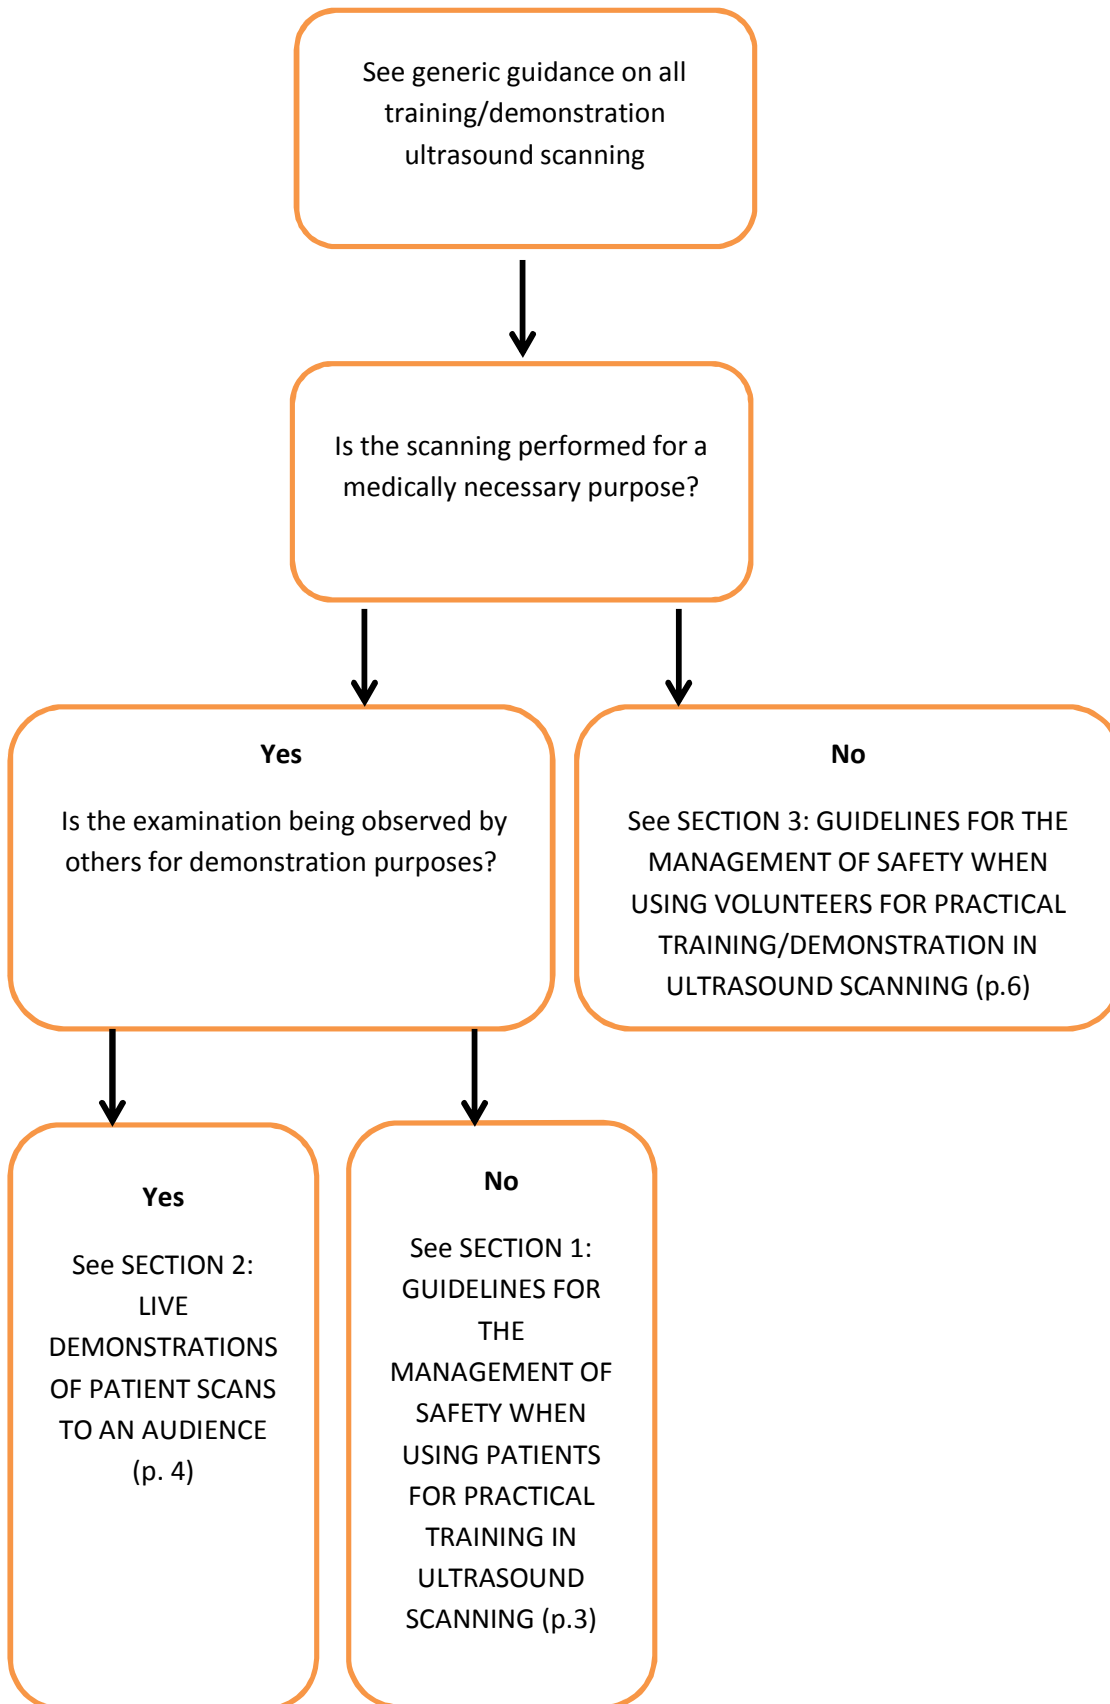 See generic guidance on all
training/demonstration
ultrasound scanning
Is the scanning performed for a
medically necessary purpose?
Yes
Is the examination being observed by
others for demonstration purposes?
No
See SECTION 3: GUIDELINES FOR THE
MANAGEMENT OF SAFETY WHEN
USING VOLUNTEERS FOR PRACTICAL
TRAINING/DEMONSTRATION IN
ULTRASOUND SCANNING (p.6)
Yes
See SECTION 2:
LIVE
DEMONSTRATIONS
OF PATIENT SCANS
TO AN AUDIENCE
(p. 4)
No
See SECTION 1:
GUIDELINES FOR
THE
MANAGEMENT OF
SAFETY WHEN
USING PATIENTS
FOR PRACTICAL
TRAINING IN
ULTRASOUND
SCANNING (p.3)